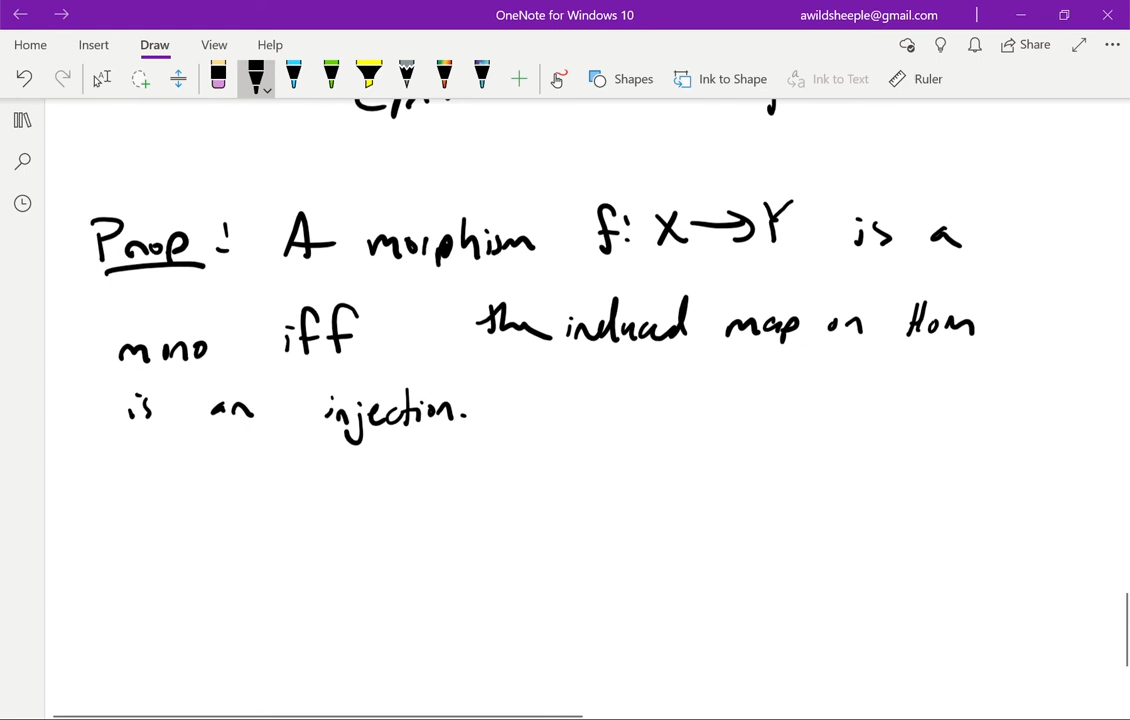 OneNote for Windows 10
awildsheeple@gmail.com
Home Insert Draw View Help
Share
Shapes
Ink to Shape
Ink to Text
Ruler
Prop: A morphism f: X→Y is a
mno iff the induced map on Hom
is an injection.